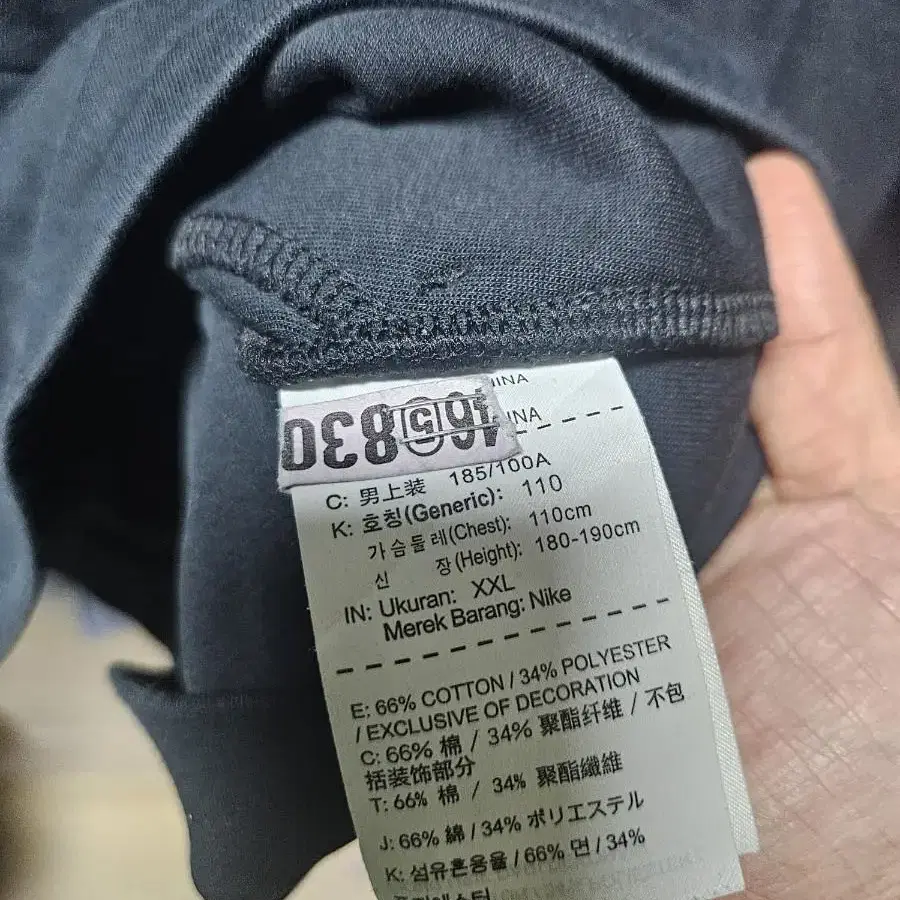 INA
INA
46⑤830
C: 男上装 185/100A
K: 호칭(Generic): 110
가슴둘레(Chest): 110cm
신 장(Height): 180-190cm
IN: Ukuran: XXL
Merek Barang: Nike
E: 66% COTTON / 34% POLYESTER
/ EXCLUSIVE OF DECORATION
C: 66% 棉 / 34% 聚酯纤维 / 不包
括装饰部分
T: 66% 棉 / 34% 聚酯纖維
J: 66% 綿 / 34% ポリエステル
K: 섬유혼용율 / 66% 면 / 34%